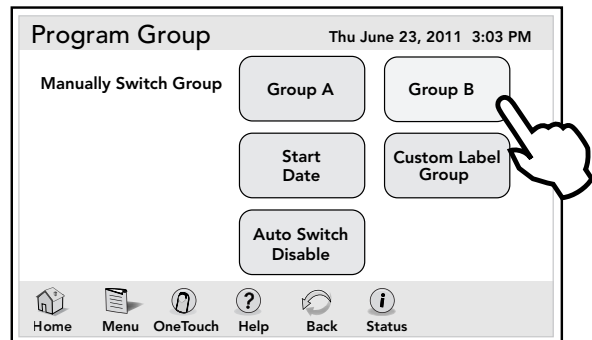 Program Group Thu June 23, 2011 3:03 PM
Manually Switch Group Group A Group B
Start
Date
Custom Label
Group
Auto Switch
Disable
Home Menu OneTouch Help Back Status